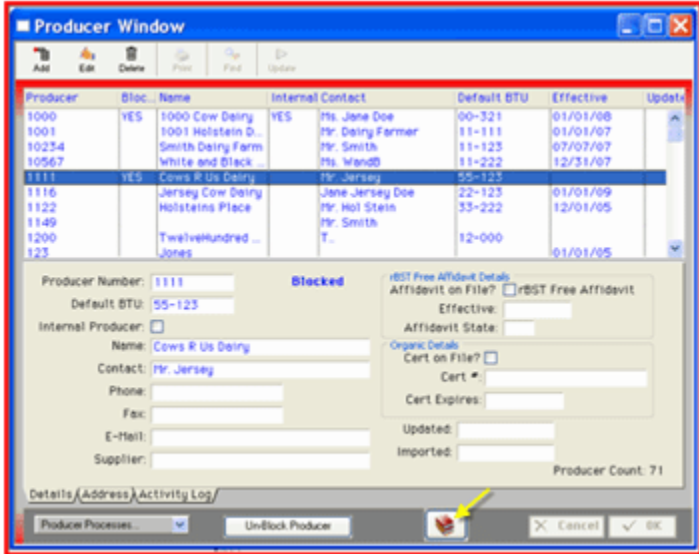 Producer Window
Add Edit Delete Print Find Update
Producer Bloc... Name Internal Contact Default BTU Effective Update
1000 YES 1000 Cow Dairy YES Ms. Jane Doe 00-321 01/01/08
1001 1001 Holstein D... Mr. Dairy Farmer 11-111 01/01/07
10234 Smith Dairy Farm Mr. Smith 11-123 07/07/07
10567 White and Black ... Ms. WandB 11-222 12/31/07
1111 YES Cows R Us Dairy Mr. Jersey 55-123
1116 Jersey Cow Dairy Jane Jersey Doe 22-123 01/01/09
1122 Holsteins Place Mr. Hol Stein 33-222 12/01/05
1149 Mr. Smith
1200 TwelveHundred ... T.. 12-000
123 Jones 01/01/05
Producer Number: 1111 Blocked
Default BTU: 55-123
Internal Producer:
Name: Cows R Us Dairy
Contact: Mr. Jersey
Phone:
Fax:
E-Mail:
Supplier:
rBST Free Affidavit Details
Affidavit on File? rBST Free Affidavit
Effective:
Affidavit State:
Organic Details
Cert on File?
Cert #:
Cert Expires:
Updated:
Imported:
Producer Count: 71
Details Address Activity Log
Producer Processes... Un-Block Producer Cancel OK